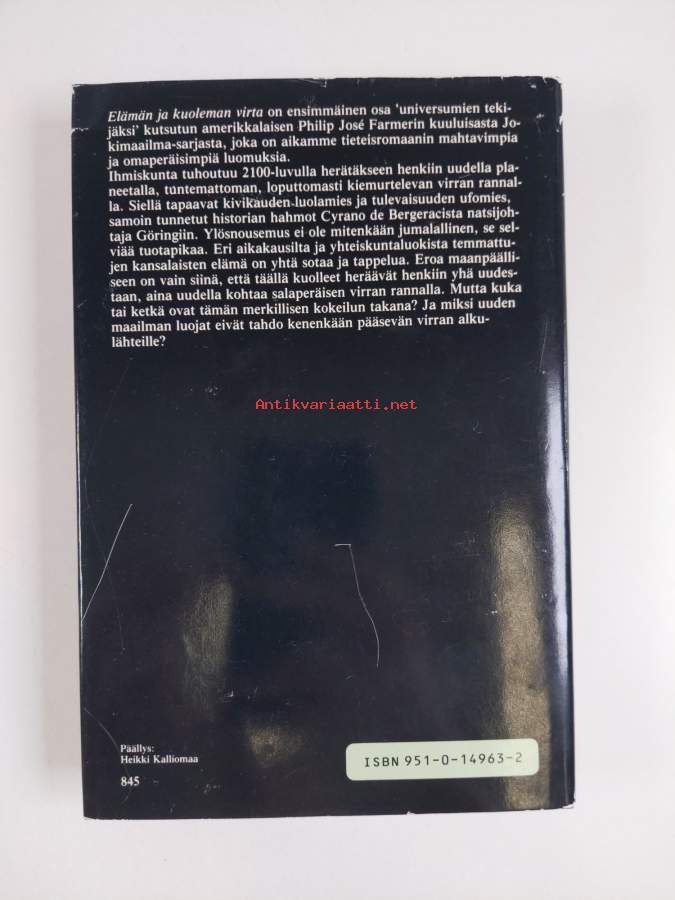 Elämän ja kuoleman virta on ensimmäinen osa 'universumien teki-
jäksi' kutsutun amerikkalaisen Philip José Farmerin kuuluisasta Jo-
kimaailma-sarjasta, joka on aikamme tieteisromaanin mahtavimpia
ja omaperäisimpiä luomuksia.
Ihmiskunta tuhoutuu 2100-luvulla herätäkseen henkiin uudella pla-
neetalla, tuntemattoman, loputtomasti kiemurtelevan virran rannal-
la. Siellä tapaavat kivikauden luolamies ja tulevaisuuden ufomies,
samoin tunnetut historian hahmot Cyrano de Bergeracista natsijoh-
taja Göringiin. Ylösnousemus ei ole mitenkään jumalallinen, se sel-
viää tuotapikaa. Eri aikakausilta ja yhteiskuntaluokista temmattu-
jen kansalaisten elämä on yhtä sotaa ja tappelua. Eroa maanpäälli-
seen on vain siinä, että täällä kuolleet heräävät henkiin yhä uudes-
taan, aina uudella kohtaa salaperäisen virran rannalla. Mutta kuka
tai ketkä ovat tämän merkillisen kokeilun takana? Ja miksi uuden
maailman luojat eivät tahdo kenenkään pääsevän virran alku-
lähteille?
Antikvariaatti.net
Päällys:
Heikki Kalliomaa
845
ISBN 951-0-14963-2